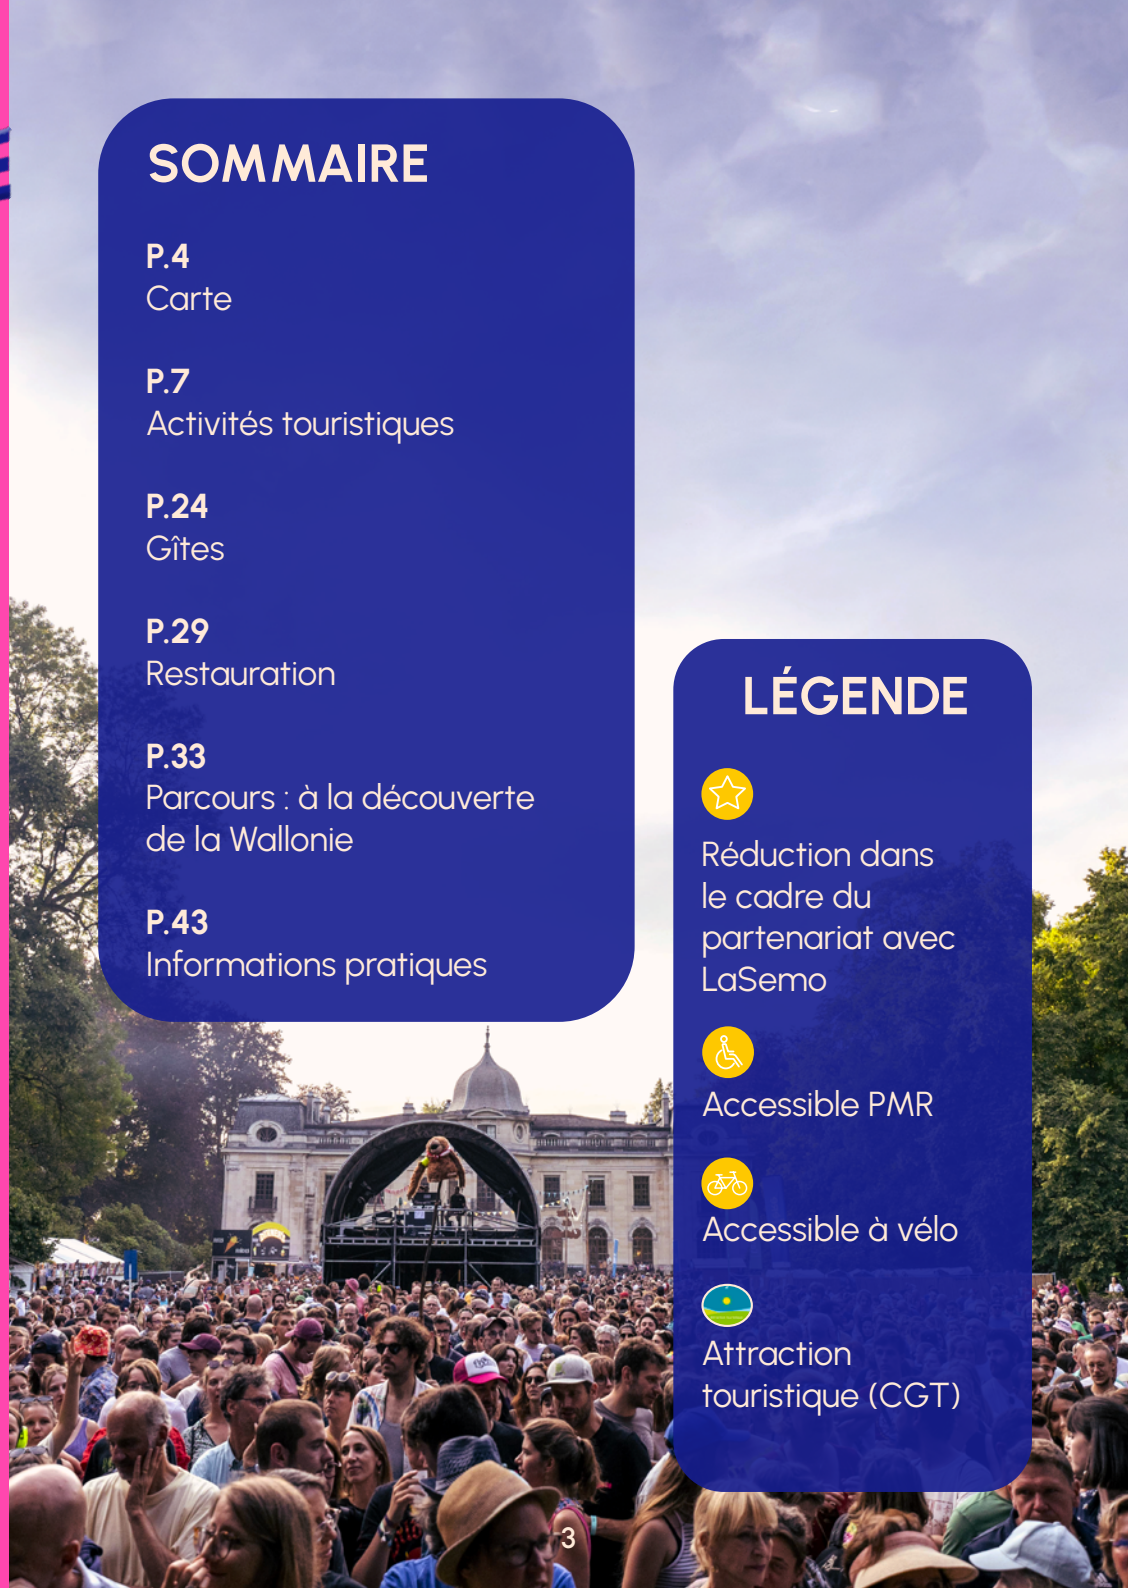 SOMMAIRE
P.4
Carte
P.7
Activités touristiques
P.24
Gîtes
P.29
Restauration
P.33
Parcours : à la découverte
de la Wallonie
P.43
Informations pratiques
LÉGENDE
Réduction dans
le cadre du
partenariat avec
LaSemo
Accessible PMR
Accessible à vélo
Attraction
touristique (CGT)
3